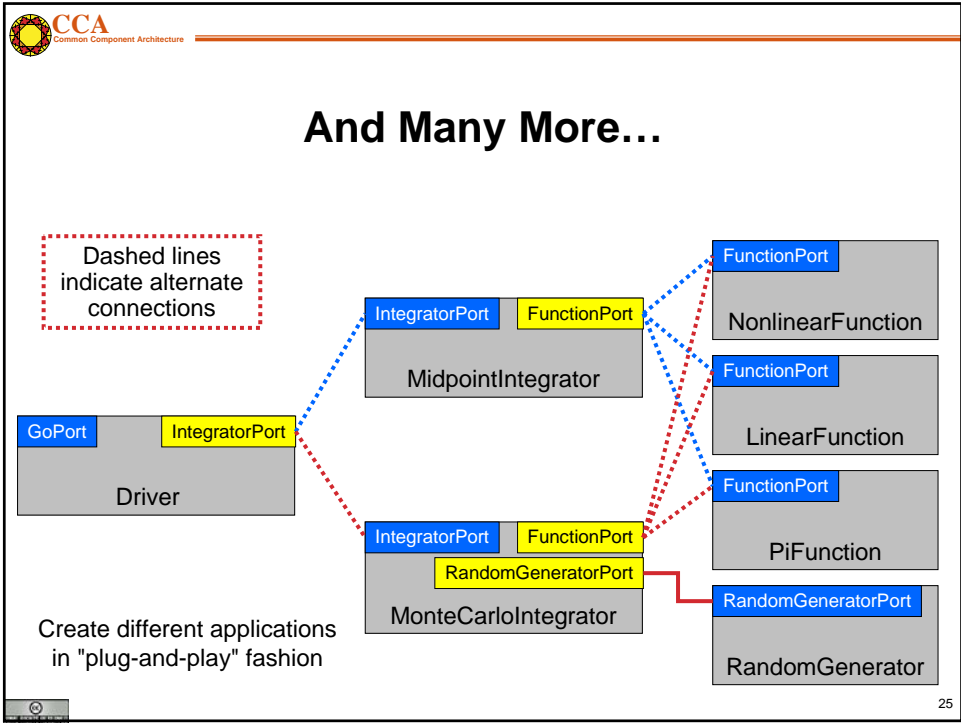 CCA
Common Component Architecture
And Many More…
Dashed lines
indicate alternate
connections
GoPort
IntegratorPort
Driver
IntegratorPort
FunctionPort
MidpointIntegrator
IntegratorPort
FunctionPort
RandomGeneratorPort
MonteCarloIntegrator
FunctionPort
NonlinearFunction
FunctionPort
LinearFunction
FunctionPort
PiFunction
RandomGeneratorPort
RandomGenerator
Create different applications
in "plug-and-play" fashion
25